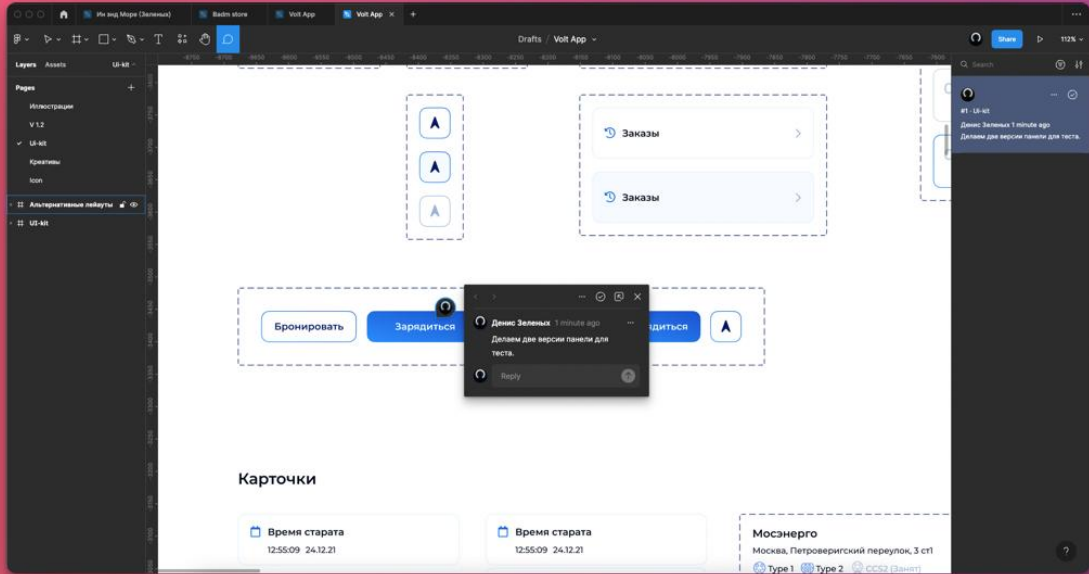 Ин энд Море (Зеленых)
Badm store
Volt App
Volt App
Drafts / Volt App
Share
112%
Layers
Assets
Ui-kit
Pages
Иллюстрации
V 1.2
Ui-kit
Креативы
Icon
Альтернативные лейауты
UI-kit
Заказы
Заказы
Бронировать
Зарядиться
ядиться
Денис Зеленых 1 minute ago
Делаем две версии панели для
теста.
Reply
Карточки
Время старата
12:55:09 24.12.21
Время старата
12:55:09 24.12.21
Мосэнерго
Москва, Петроверигский переулок, 3 ст1
Type 1 Type 2 CCS2 (Занят)
Search
#1 · Ui-kit
Денис Зеленых 1 minute ago
Делаем две версии панели для теста.
?